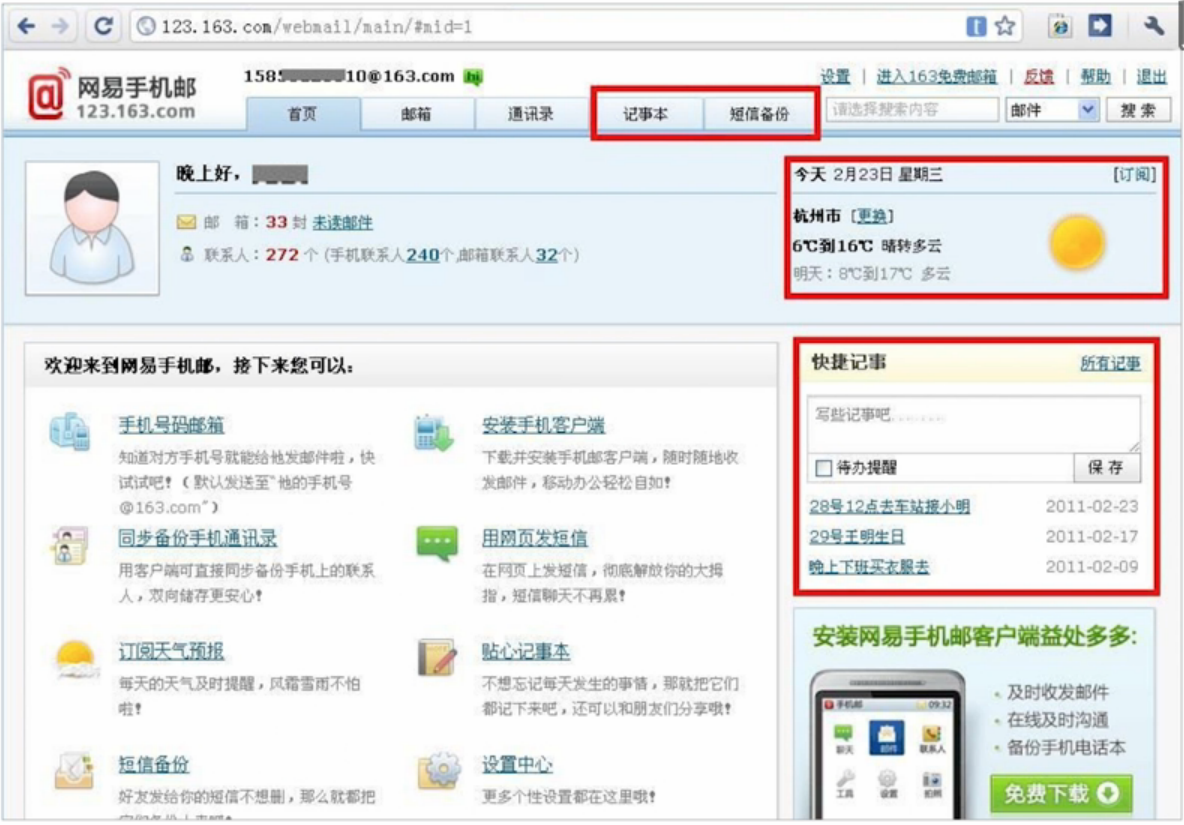 123.163.com/webmail/main/#mid=1
网易手机邮
123.163.com
158 10@163.com hi
设置 | 进入163免费邮箱 | 反馈 | 帮助 | 退出
首页 邮箱 通讯录 记事本 短信备份
请选择搜索内容 邮件 搜 索
晚上好,
邮 箱:33 封 未读邮件
联系人:272 个 (手机联系人240个,邮箱联系人32个)
今天 2月23日 星期三 [订阅]
杭州市 [更换]
6℃到16℃ 晴转多云
明天:8℃到17℃ 多云
欢迎来到网易手机邮,接下来您可以:
手机号码邮箱
知道对方手机号就能给他发邮件啦,快
试试吧!(默认发送至“他的手机号
@163.com”)
安装手机客户端
下载并安装手机邮客户端,随时随地收
发邮件,移动办公轻松自如!
同步备份手机通讯录
用客户端可直接同步备份手机上的联系
人,双向储存更安心!
用网页发短信
在网页上发短信,彻底解放你的大拇
指,短信聊天不再累!
订阅天气预报
每天的天气及时提醒,风霜雪雨不怕
啦!
贴心记事本
不想忘记每天发生的事情,那就把它们
都记下来吧,还可以和朋友们分享哦!
短信备份
好友发给你的短信不想删,那么就都把
设置中心
更多个性设置都在这里哦!
快捷记事 所有记事
写些记事吧........
待办提醒 保 存
28号12点去车站接小明 2011-02-23
29号王明生日 2011-02-17
晚上下班买衣服去 2011-02-09
安装网易手机邮客户端益处多多:
手机邮 09:32
聊天 邮件 联系人
工具 设置 拍照
· 及时收发邮件
· 在线及时沟通
· 备份手机电话本
免费下载